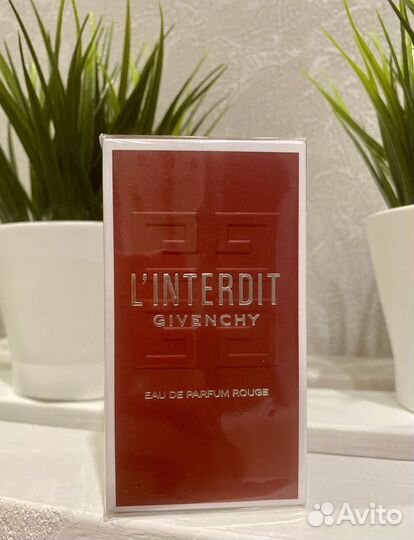 L'INTERDIT
GIVENCHY
EAU DE PARFUM ROUGE
Avito